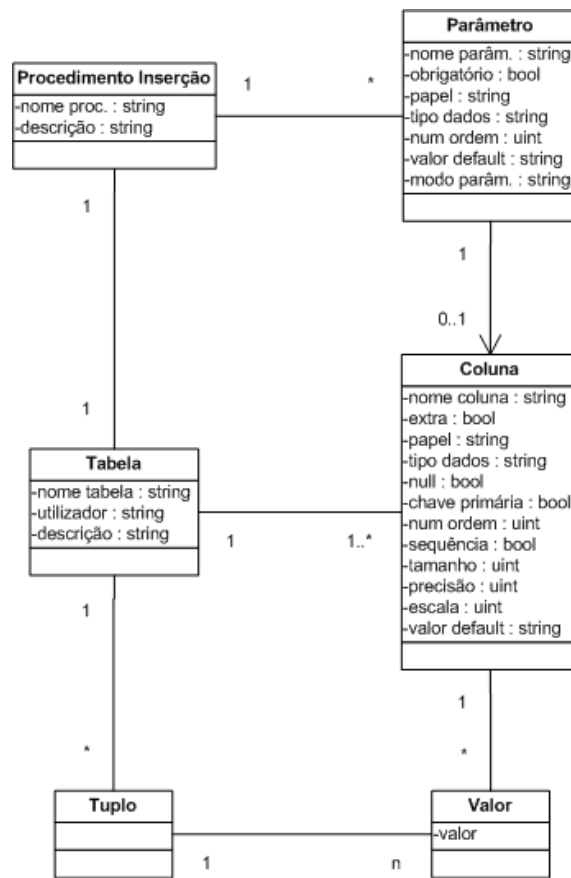 Parâmetro
-nome parâm. : string
-obrigatório : bool
-papel : string
-tipo dados : string
-num ordem : uint
-valor default : string
-modo parâm. : string
Procedimento Inserção
-nome proc. : string
-descrição : string
1
*
1
1
0..1
1
Coluna
-nome coluna : string
-extra : bool
-papel : string
-tipo dados : string
-null : bool
-chave primária : bool
-num ordem : uint
-sequência : bool
-tamanho : uint
-precisão : uint
-escala : uint
-valor default : string
Tabela
-nome tabela : string
-utilizador : string
-descrição : string
1
1..*
1
1
*
*
Tuplo
Valor
-valor
1
n